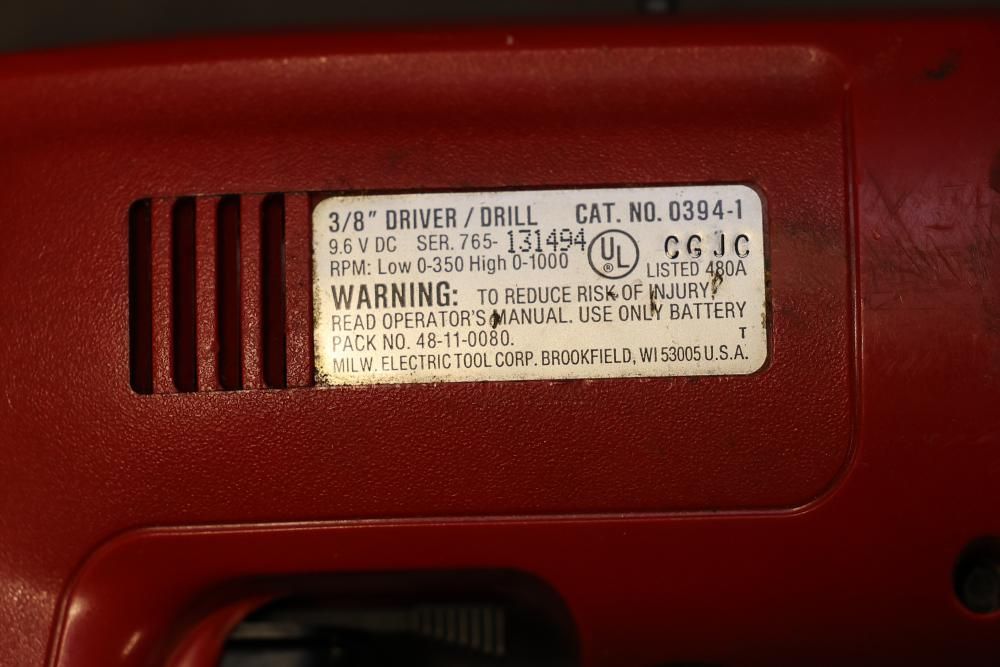 3/8" DRIVER / DRILL CAT. NO. 0394-1
9.6 V DC SER. 765- 131494 UL CGJC
RPM: Low 0-350 High 0-1000 LISTED 480A
WARNING: TO REDUCE RISK OF INJURY
READ OPERATOR'S MANUAL. USE ONLY BATTERY
PACK NO. 48-11-0080. T
MILW. ELECTRIC TOOL CORP. BROOKFIELD, WI 53005 U.S.A.